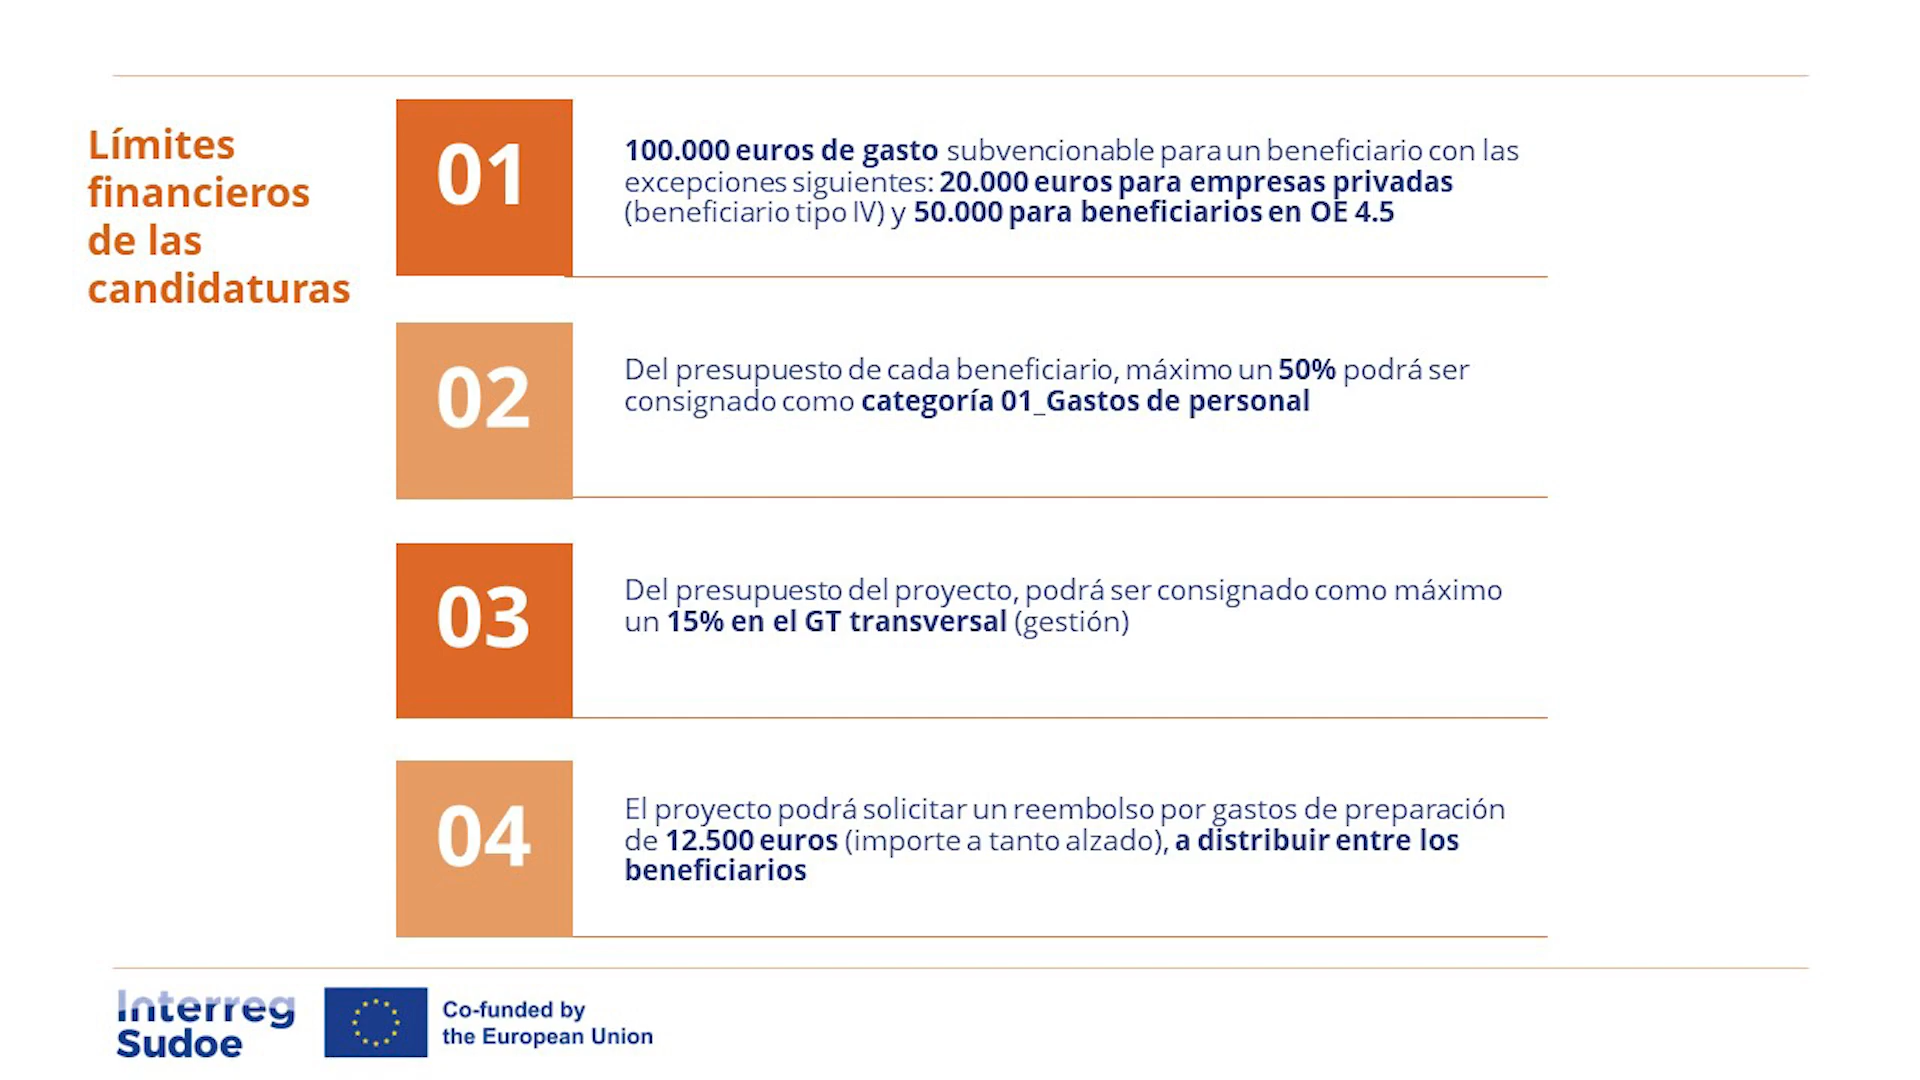 Límites
financieros
de las
candidaturas
01
100.000 euros de gasto subvencionable para un beneficiario con las
excepciones siguientes: 20.000 euros para empresas privadas
(beneficiario tipo IV) y 50.000 para beneficiarios en OE 4.5
02
Del presupuesto de cada beneficiario, máximo un 50% podrá ser
consignado como categoría 01_Gastos de personal
03
Del presupuesto del proyecto, podrá ser consignado como máximo
un 15% en el GT transversal (gestión)
04
El proyecto podrá solicitar un reembolso por gastos de preparación
de 12.500 euros (importe a tanto alzado), a distribuir entre los
beneficiarios
Interreg
Sudoe
Co-funded by
the European Union